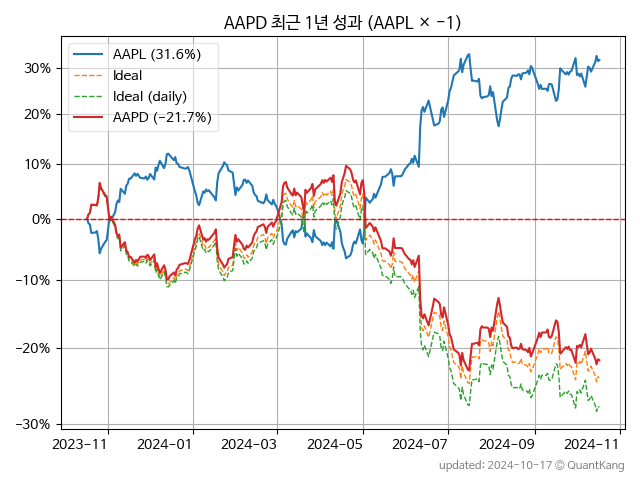 AAPD 최근 1년 성과 (AAPL × −1)
AAPL (31.6%)
Ideal
Ideal (daily)
AAPD (−21.7%)
30%
20%
10%
0%
−10%
−20%
−30%
2023−11 2024−01 2024−03 2024−05 2024−07 2024−09 2024−11
updated: 2024-10-17 © QuantKang